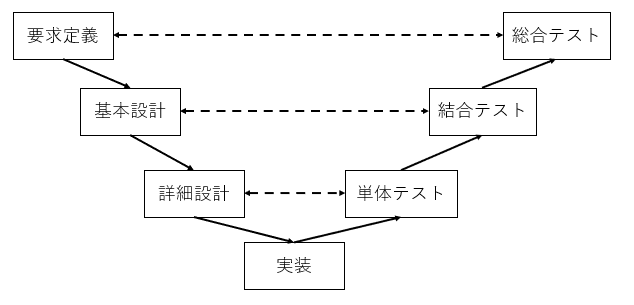 要求定義
総合テスト
基本設計
結合テスト
詳細設計
単体テスト
実装